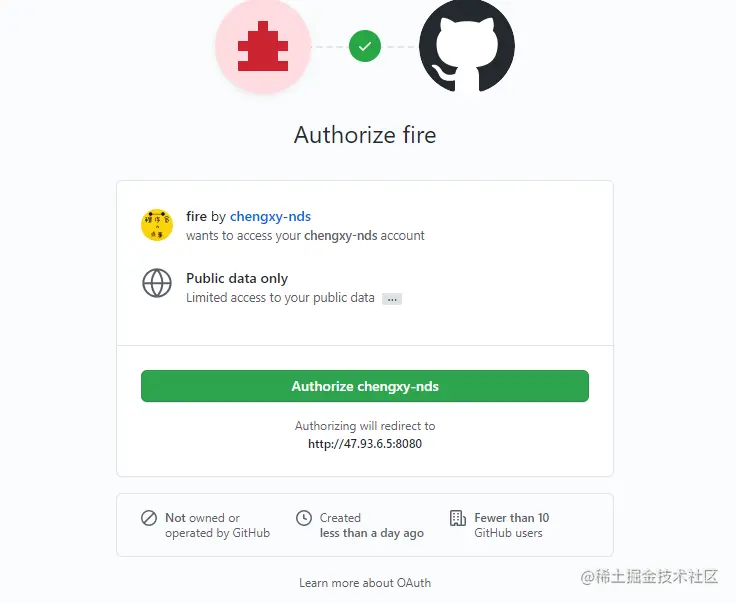 Authorize fire
fire by chengxy-nds
wants to access your chengxy-nds account
Public data only
Limited access to your public data ...
Authorize chengxy-nds
Authorizing will redirect to
http://47.93.6.5:8080
Not owned or
operated by GitHub
Created
less than a day ago
Fewer than 10
GitHub users
Learn more about OAuth
@稀土掘金技术社区